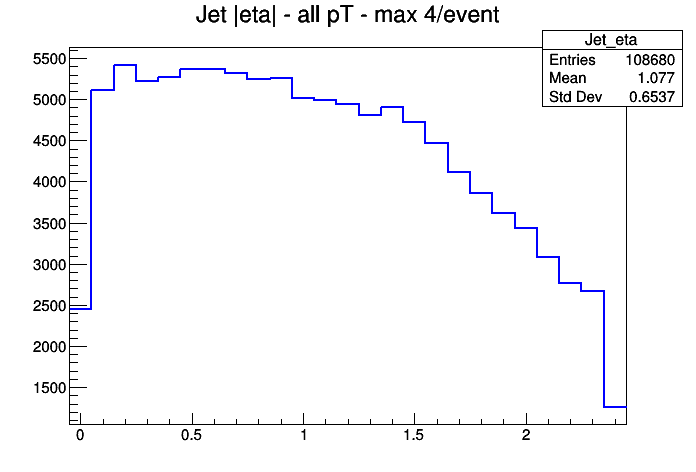 Jet |eta| - all pT - max 4/event
Jet_eta
Entries 108680
Mean 1.077
Std Dev 0.6537
5500
5000
4500
4000
3500
3000
2500
2000
1500
0 0.5 1 1.5 2